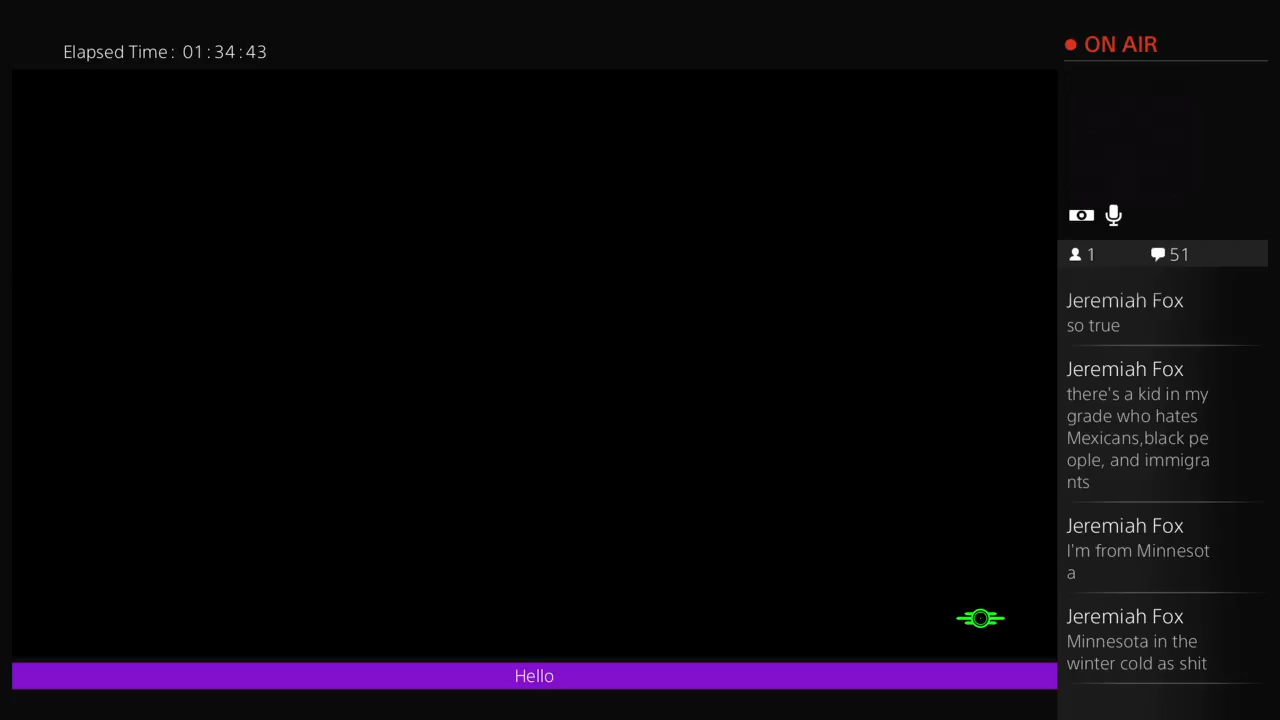 Elapsed Time: 01:34:43
ON AIR
1
51
Jeremiah Fox
so true
Jeremiah Fox
there's a kid in my
grade who hates
Mexicans,black pe
ople, and immigra
nts
Jeremiah Fox
I'm from Minnesot
a
Jeremiah Fox
Minnesota in the
winter cold as shit
Hello